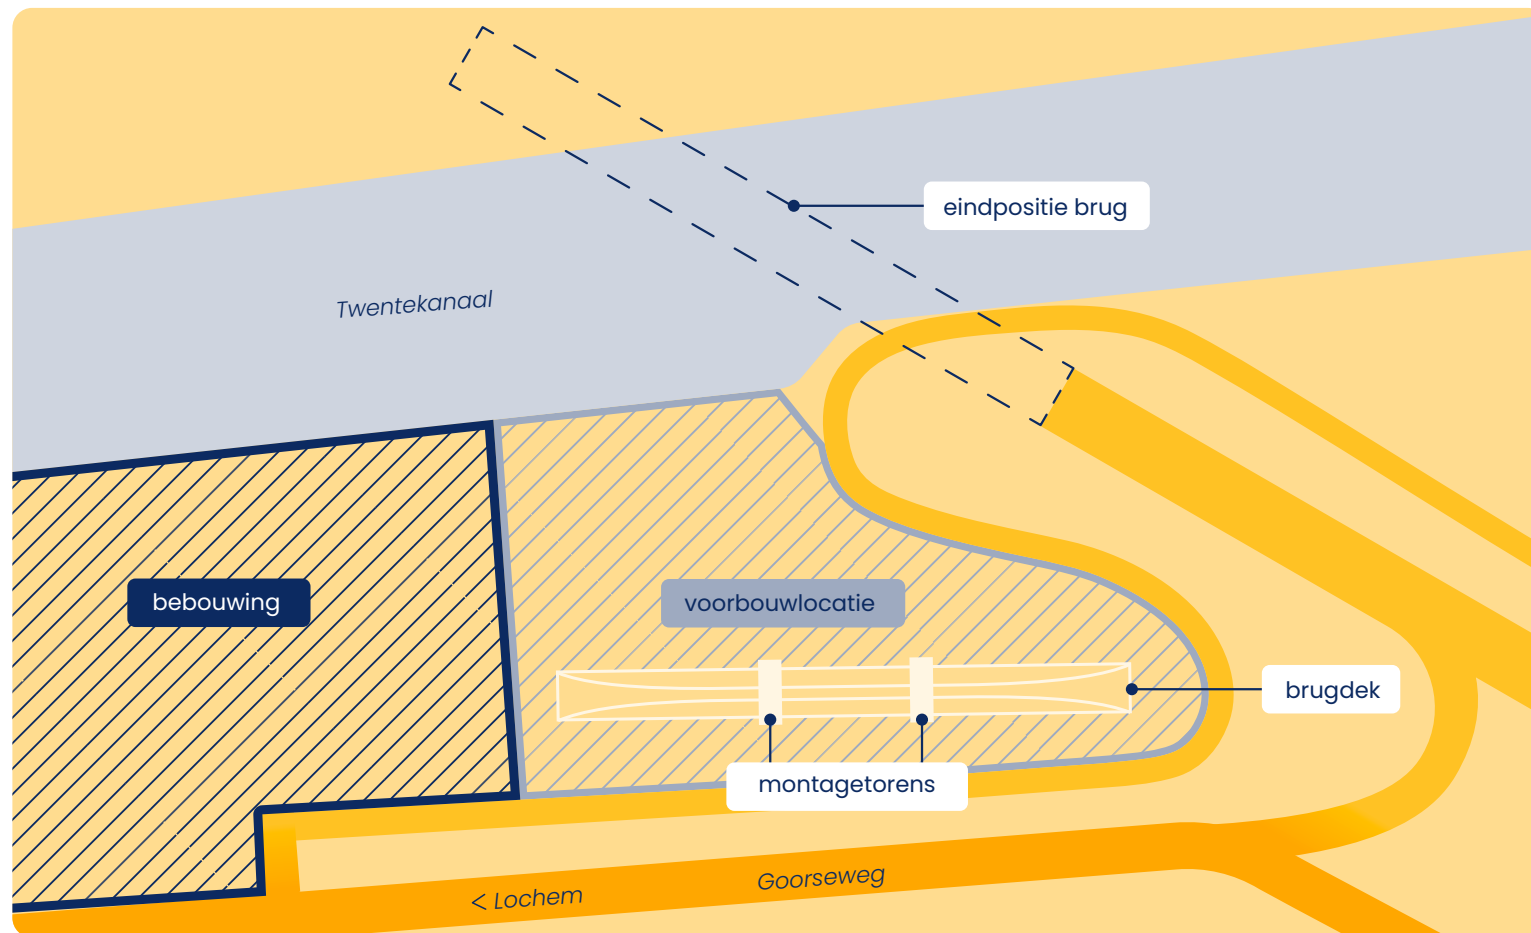 eindpositie brug
Twentekanaal
bebouwing
voorbouwlocatie
brugdek
montagetorens
Goorseweg
< Lochem